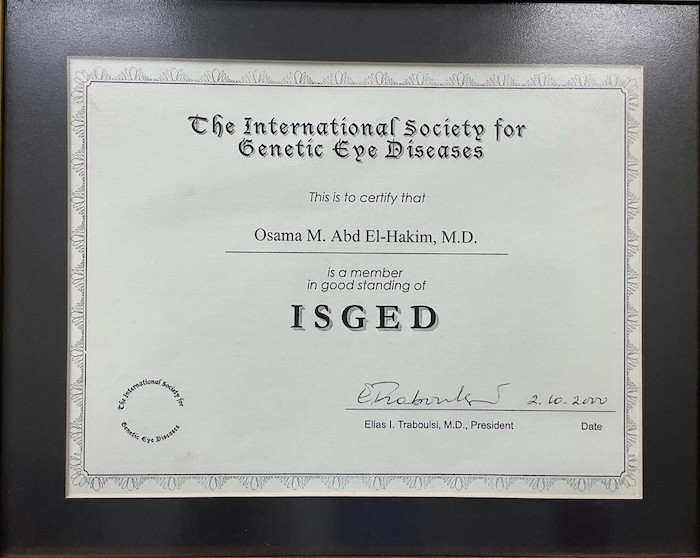 The International Society for
Genetic Eye Diseases
This is to certify that
Osama M. Abd El-Hakim, M.D.
is a member
in good standing of
ISGED
The International Society for
Genetic Eye Diseases
ETraboulsi 2.10.2000
Elias I. Traboulsi, M.D., President Date